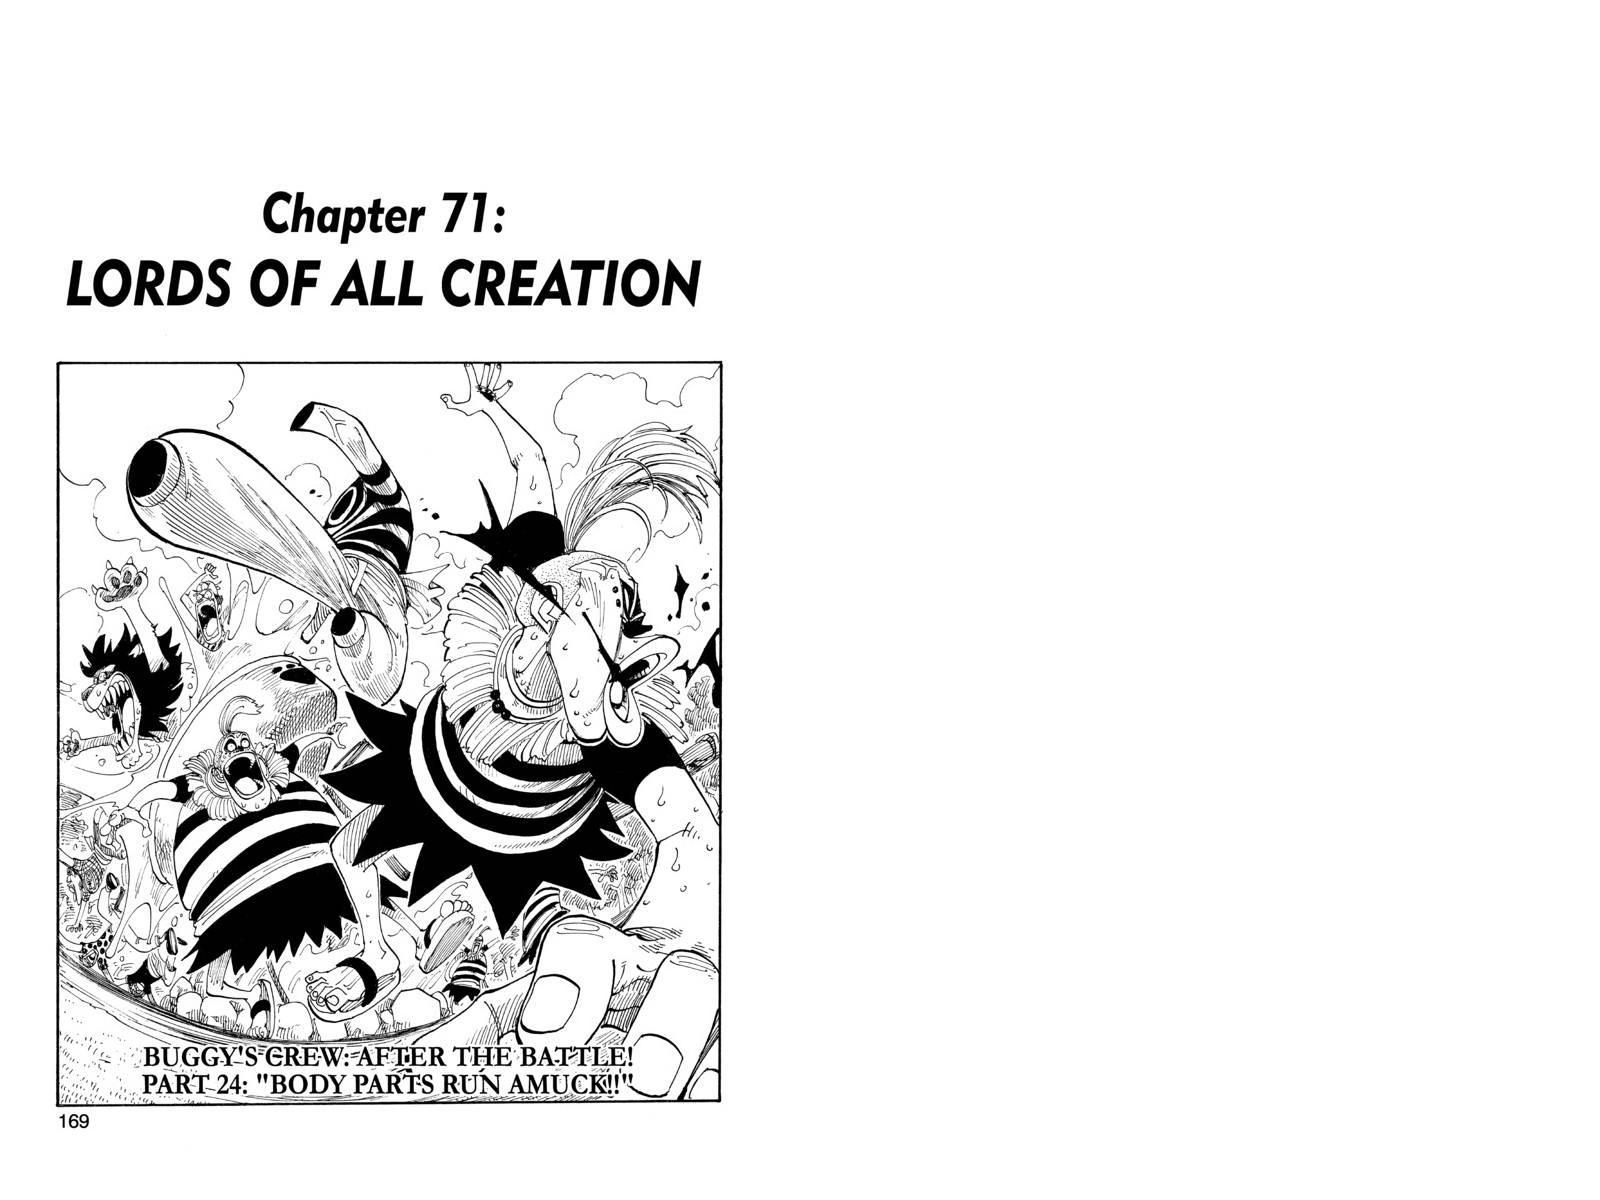 Chapter 71:
LORDS OF ALL CREATION
BUGGY'S CREW: AFTER THE BATTLE!
PART 24: "BODY PARTS RUN AMUCK!!"
169